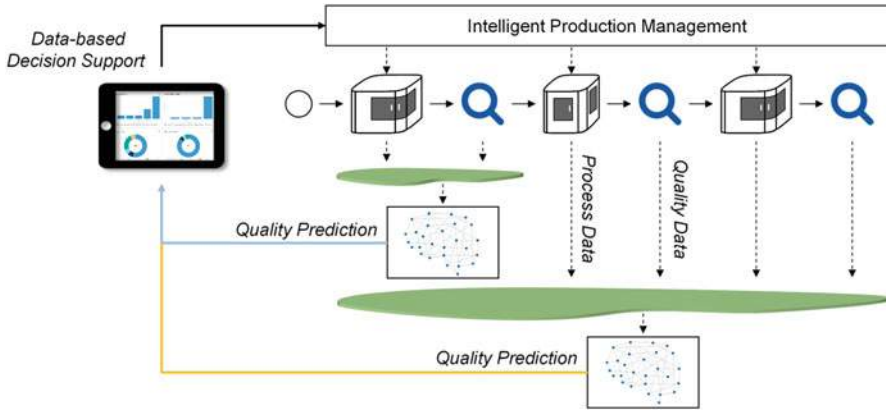 Data-based
Decision Support
Intelligent Production Management
Process Data
Quality Data
Quality Prediction
Quality Prediction